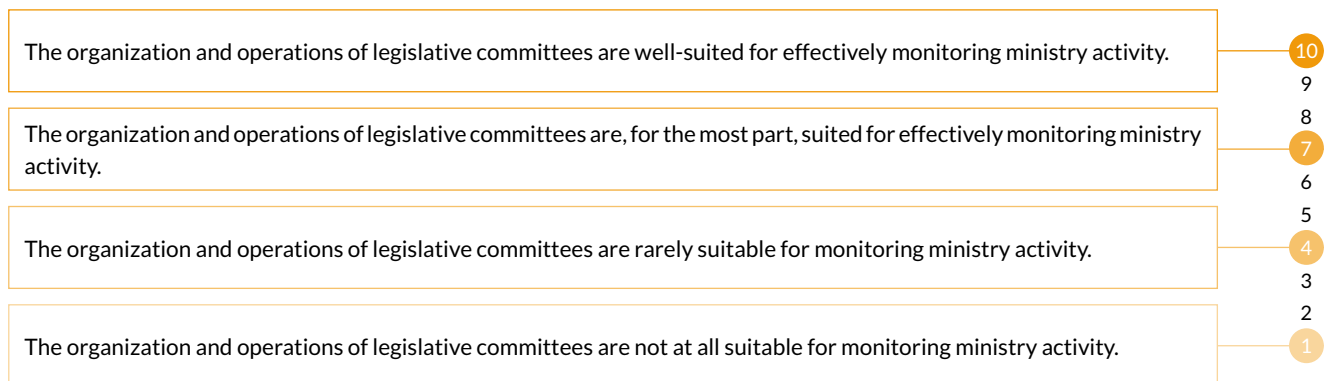 The organization and operations of legislative committees are well-suited for effectively monitoring ministry activity.
10
9
8
The organization and operations of legislative committees are, for the most part, suited for effectively monitoring ministry
activity.
7
6
5
The organization and operations of legislative committees are rarely suitable for monitoring ministry activity.
4
3
2
The organization and operations of legislative committees are not at all suitable for monitoring ministry activity.
1